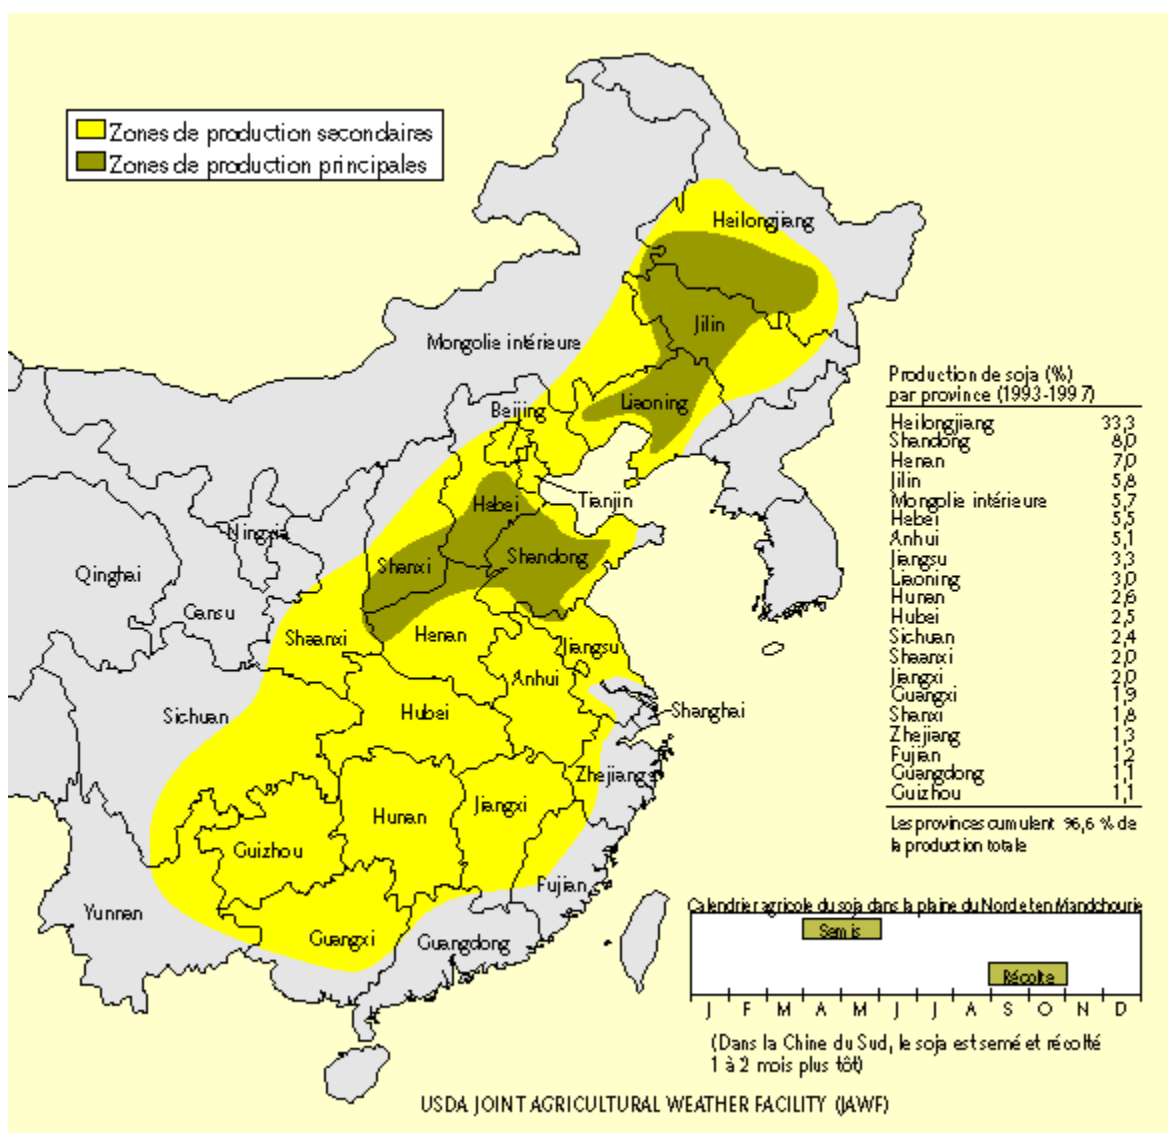 Zones de production secondaires
Zones de production principales
Heilongjiang
Jilin
Mongolie intérieure
Liaoning
Beijing
Hebei
Tianjin
Ningxia
Shanxi
Shandong
Qinghai
Gansu
Shaanxi
Henan
Jiangsu
Anhui
Sichuan
Hubei
Shanghai
Zhejiang
Jiangxi
Hunan
Guizhou
Fujian
Yunnan
Guangxi
Guangdong
Production de soja (%)
par province (1993-1997)
Heilongjiang 33,3
Shandong 8,0
Henan 7,0
Jilin 5,8
Mongolie intérieure 5,7
Hebei 5,5
Anhui 5,1
Jiangsu 3,3
Liaoning 3,0
Hunan 2,6
Hubei 2,5
Sichuan 2,4
Shaanxi 2,0
Jiangxi 2,0
Guangxi 1,9
Shanxi 1,8
Zhejiang 1,3
Fujian 1,2
Guangdong 1,1
Guizhou 1,1
Les provinces cumulent 96,6 % de
la production totale
Calendrier agricole du soja dans la plaine du Nord et en Mandchourie
Semis
Récolte
J F M A M J J A S O N D
(Dans la Chine du Sud, le soja est semé et récolté
1 à 2 mois plus tôt)
USDA JOINT AGRICULTURAL WEATHER FACILITY (JAWF)